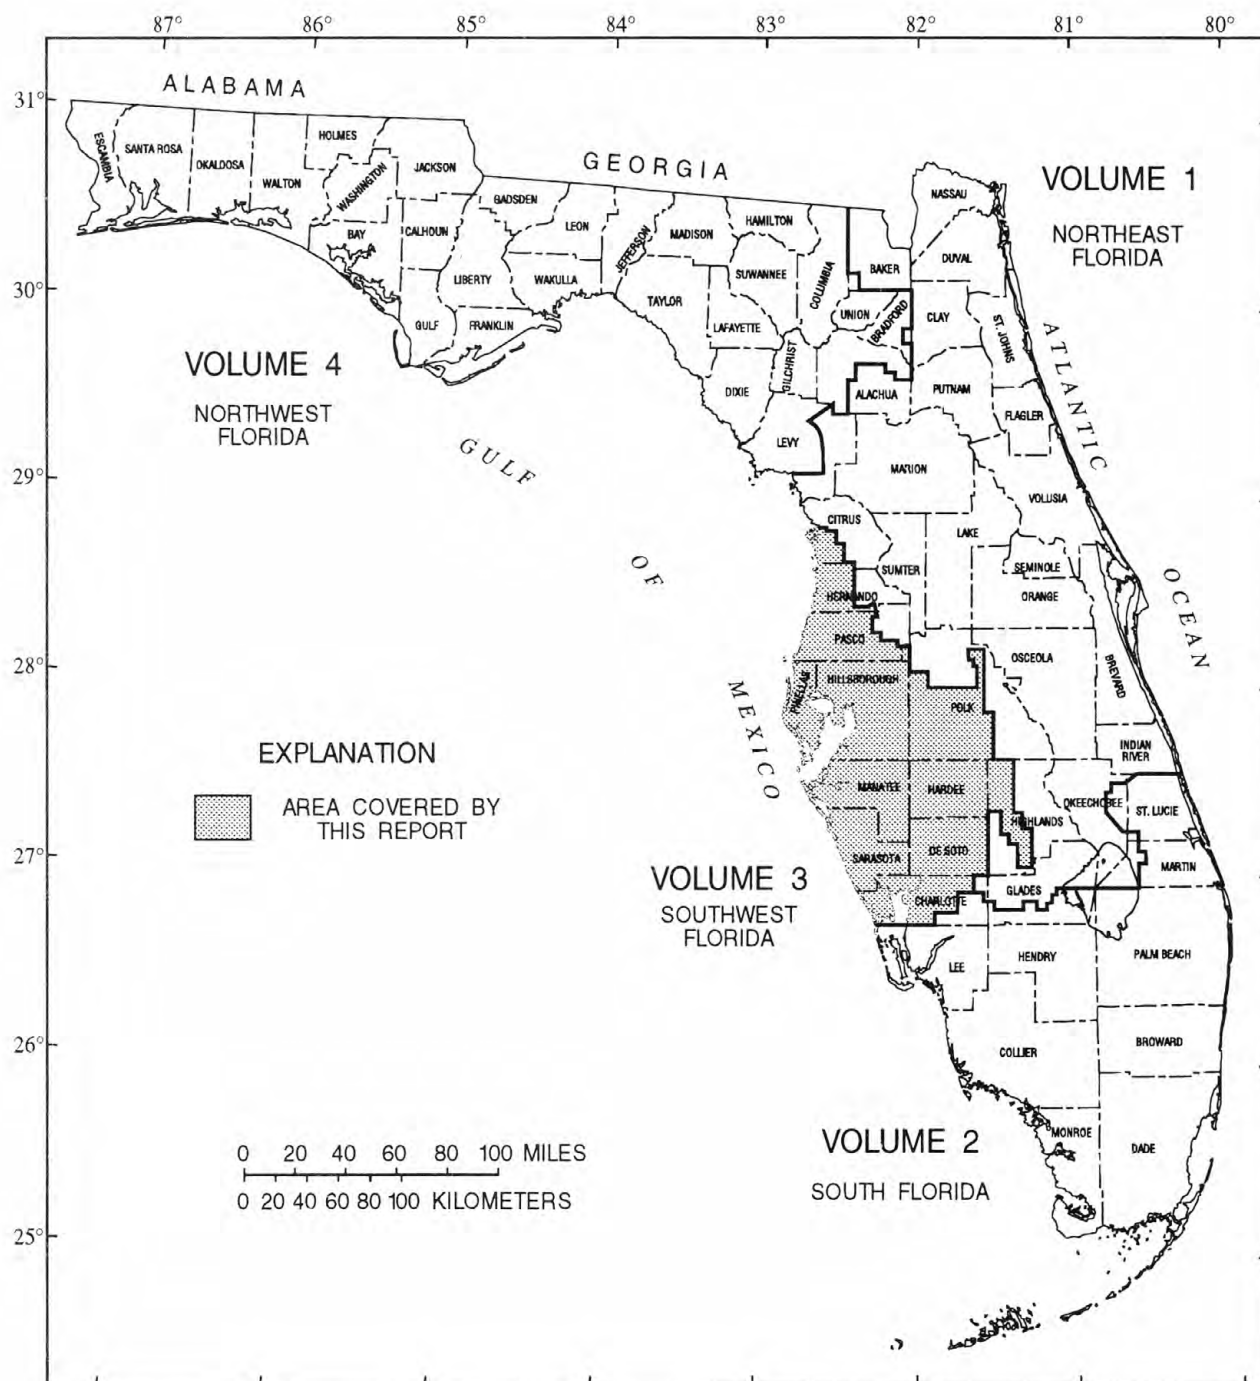 87° 86° 85° 84° 83° 82° 81° 80°
ALABAMA
31°
GEORGIA
ESCAMBIA
SANTA ROSA
OKALOOSA
WALTON
HOLMES
WASHINGTON
JACKSON
BAY
CALHOUN
GADSDEN
LIBERTY
GULF
FRANKLIN
LEON
WAKULLA
JEFFERSON
MADISON
TAYLOR
HAMILTON
SUWANNEE
LAFAYETTE
COLUMBIA
DIXIE
GILCHRIST
LEVY
BAKER
UNION
BRADFORD
ALACHUA
NASSAU
DUVAL
CLAY
ST. JOHNS
PUTNAM
FLAGLER
VOLUME 1
NORTHEAST
FLORIDA
30°
VOLUME 4
NORTHWEST
FLORIDA
ATLANTIC
OCEAN
GULF
OF
MEXICO
29°
MARION
VOLUSIA
CITRUS
LAKE
SUMTER
SEMINOLE
ORANGE
HERNANDO
PASCO
OSCEOLA
BREVARD
28°
PINELLAS
HILLSBOROUGH
POLK
INDIAN
RIVER
MANATEE
HARDEE
OKEECHOBEE
ST. LUCIE
HIGHLANDS
EXPLANATION
AREA COVERED BY
THIS REPORT
27°
SARASOTA
DE SOTO
MARTIN
GLADES
CHARLOTTE
VOLUME 3
SOUTHWEST
FLORIDA
LEE
HENDRY
PALM BEACH
26°
COLLIER
BROWARD
MONROE
DADE
VOLUME 2
SOUTH FLORIDA
0 20 40 60 80 100 MILES
0 20 40 60 80 100 KILOMETERS
25°